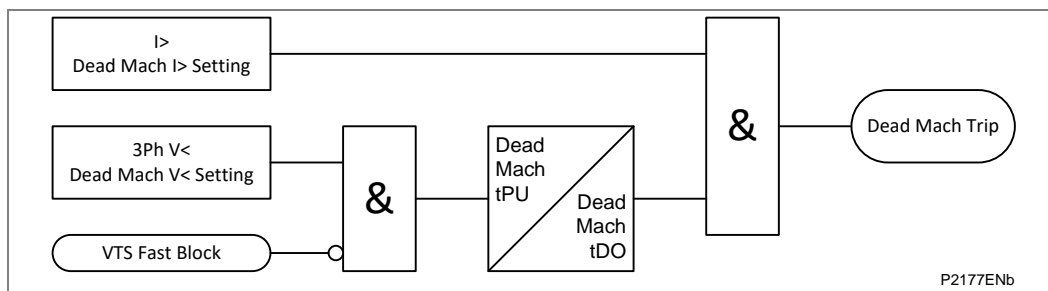 I>
Dead Mach I> Setting
&
Dead Mach Trip
3Ph V<
Dead Mach V< Setting
&
Dead
Mach
tPU
Dead
Mach
tDO
VTS Fast Block
P2177ENb